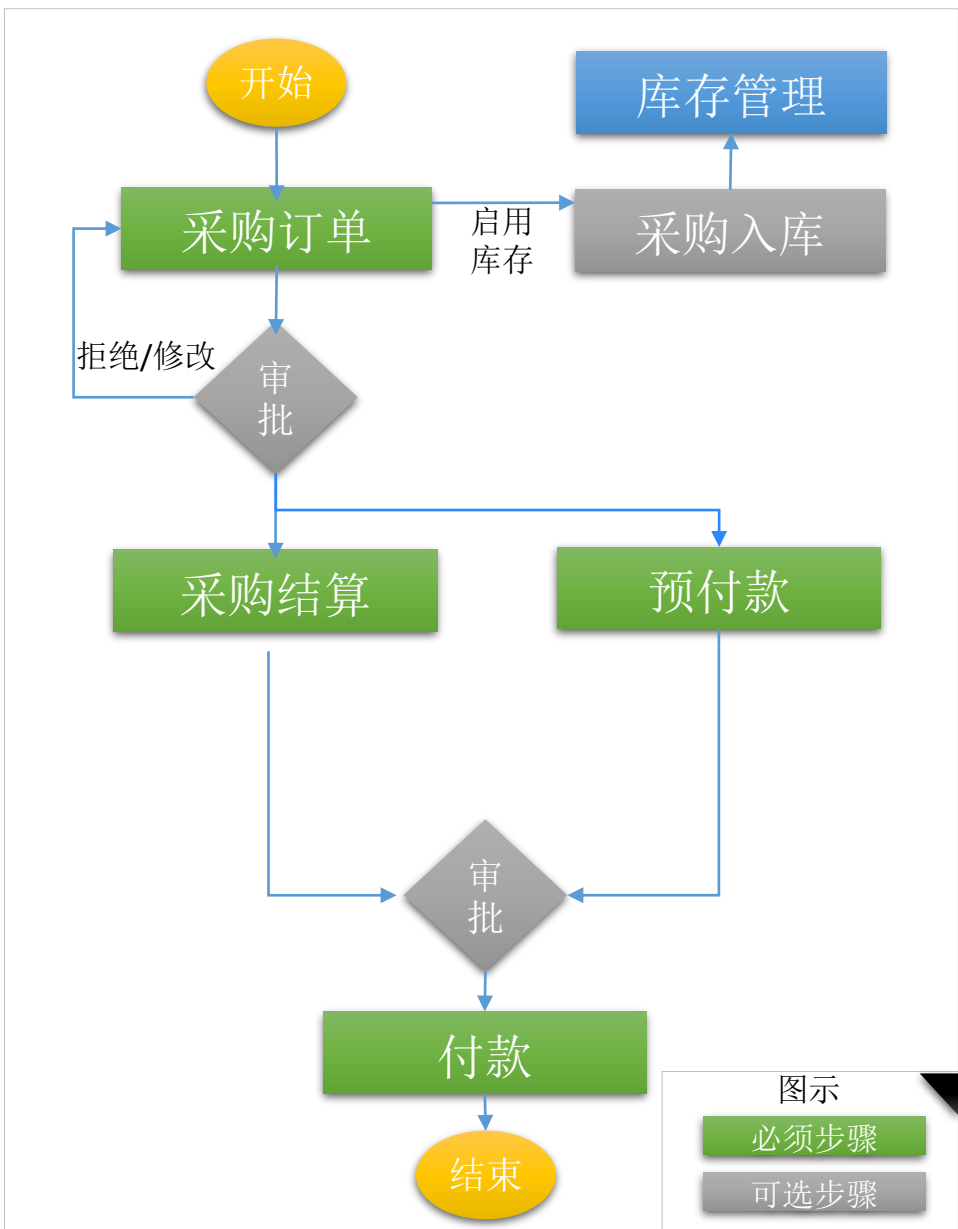 开始
库存管理
采购订单
启用
库存
采购入库
拒绝/修改
审
批
采购结算
预付款
审
批
付款
结束
图示
必须步骤
可选步骤